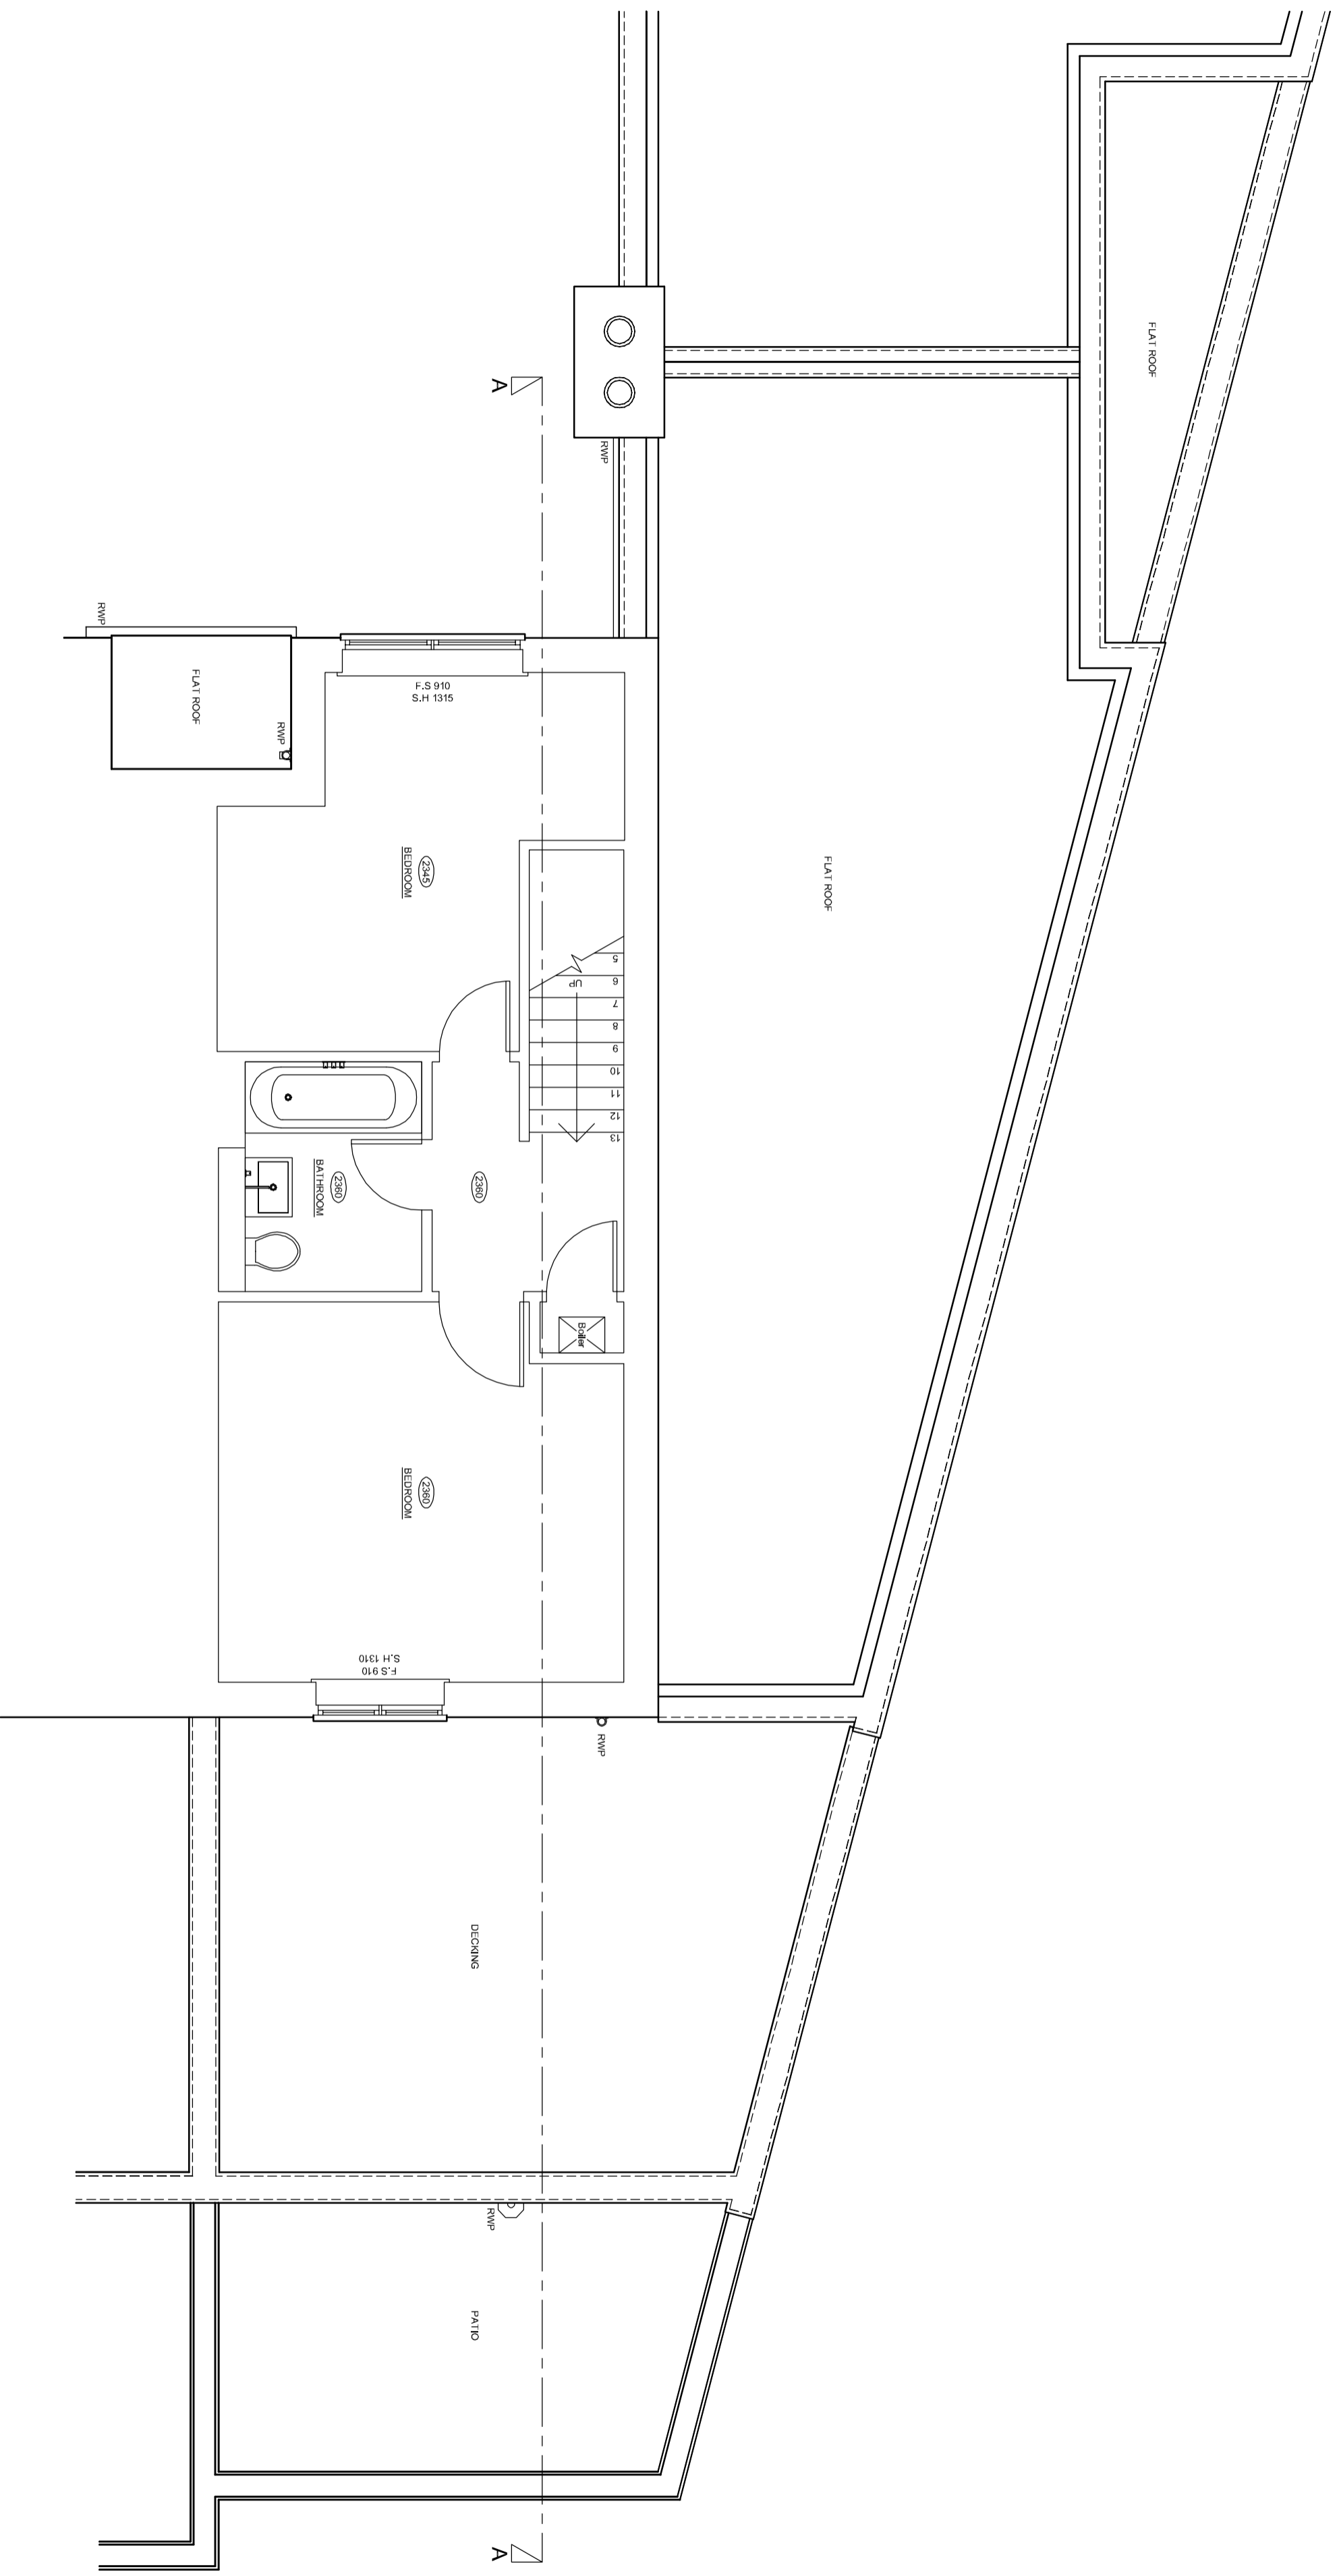 FLAT ROOF
A
RWP
RWP
FLAT ROOF
RWP
F.S 910
S.H 1315
2345
BEDROOM
FLAT ROOF
5
6
UP
7
8
9
10
11
12
13
2360
BATHROOM
2360
Boiler
2360
BEDROOM
F.S 910
S.H 1310
RWP
DECKING
RWP
PATIO
A